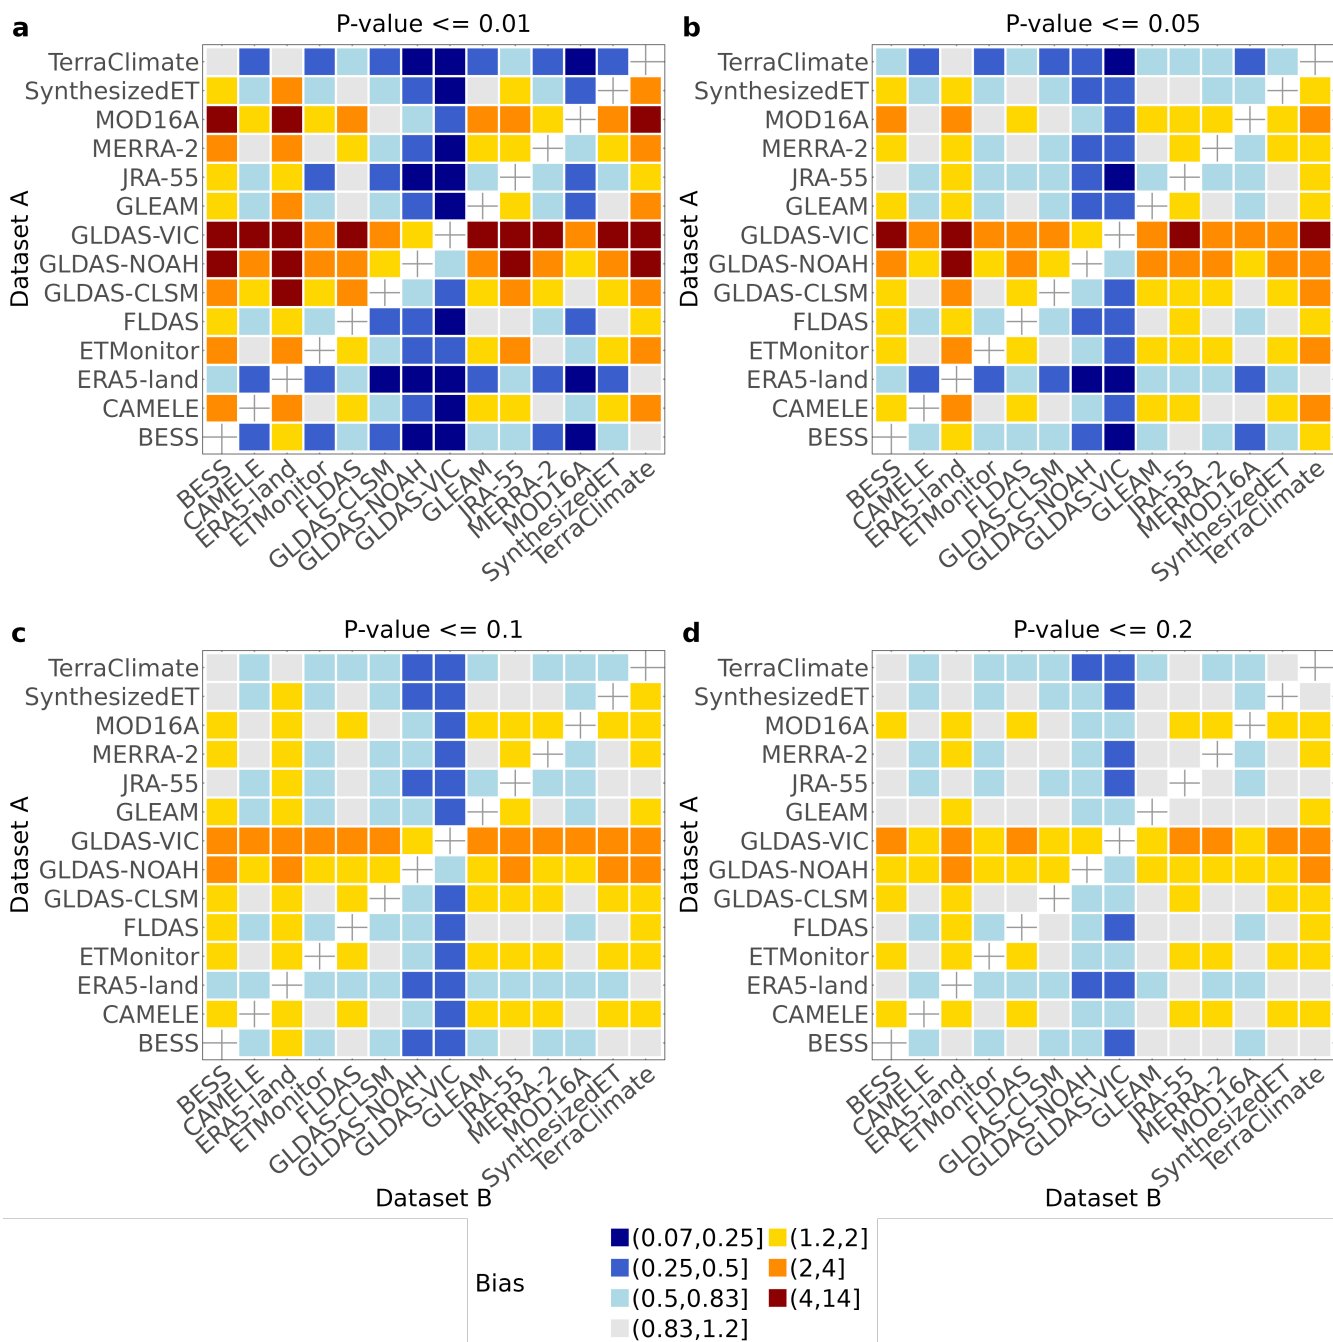 a
P-value <= 0.01
b
P-value <= 0.05
Dataset A
TerraClimate
SynthesizedET
MOD16A
MERRA-2
JRA-55
GLEAM
GLDAS-VIC
GLDAS-NOAH
GLDAS-CLSM
FLDAS
ETMonitor
ERA5-land
CAMELE
BESS
BESS
CAMELE
ERA5-land
ETMonitor
FLDAS
GLDAS-CLSM
GLDAS-NOAH
GLDAS-VIC
GLEAM
JRA-55
MERRA-2
MOD16A
SynthesizedET
TerraClimate
Dataset A
TerraClimate
SynthesizedET
MOD16A
MERRA-2
JRA-55
GLEAM
GLDAS-VIC
GLDAS-NOAH
GLDAS-CLSM
FLDAS
ETMonitor
ERA5-land
CAMELE
BESS
BESS
CAMELE
ERA5-land
ETMonitor
FLDAS
GLDAS-CLSM
GLDAS-NOAH
GLDAS-VIC
GLEAM
JRA-55
MERRA-2
MOD16A
SynthesizedET
TerraClimate
c
P-value <= 0.1
d
P-value <= 0.2
Dataset A
TerraClimate
SynthesizedET
MOD16A
MERRA-2
JRA-55
GLEAM
GLDAS-VIC
GLDAS-NOAH
GLDAS-CLSM
FLDAS
ETMonitor
ERA5-land
CAMELE
BESS
BESS
CAMELE
ERA5-land
ETMonitor
FLDAS
GLDAS-CLSM
GLDAS-NOAH
GLDAS-VIC
GLEAM
JRA-55
MERRA-2
MOD16A
SynthesizedET
TerraClimate
Dataset B
Dataset A
TerraClimate
SynthesizedET
MOD16A
MERRA-2
JRA-55
GLEAM
GLDAS-VIC
GLDAS-NOAH
GLDAS-CLSM
FLDAS
ETMonitor
ERA5-land
CAMELE
BESS
BESS
CAMELE
ERA5-land
ETMonitor
FLDAS
GLDAS-CLSM
GLDAS-NOAH
GLDAS-VIC
GLEAM
JRA-55
MERRA-2
MOD16A
SynthesizedET
TerraClimate
Dataset B
Bias
(0.07,0.25]
(0.25,0.5]
(0.5,0.83]
(0.83,1.2]
(1.2,2]
(2,4]
(4,14]